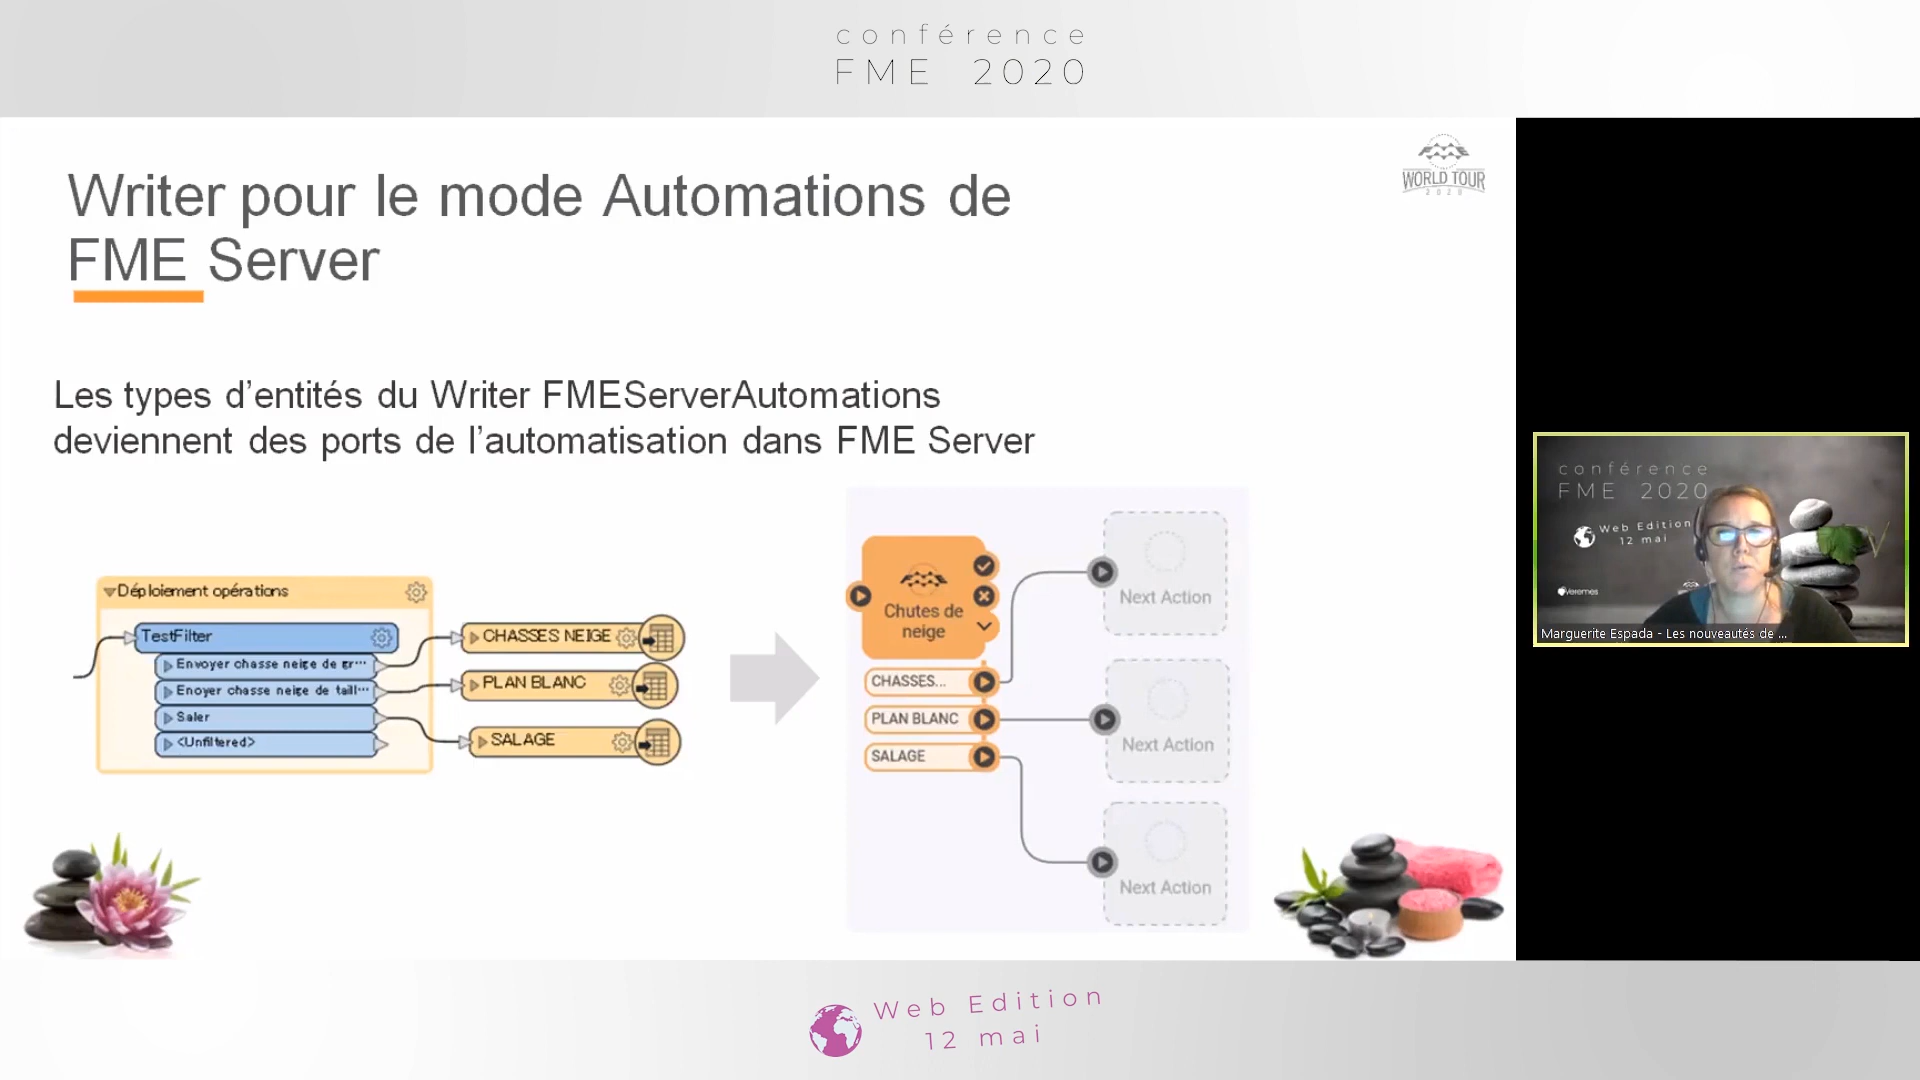 conférence
FME 2020
Writer pour le mode Automations de
FME Server
WORLD TOUR
2020
Les types d’entités du Writer FMEServerAutomations
deviennent des ports de l’automatisation dans FME Server
Déploiement opérations
TestFilter
Envoyer chasse neige de gr...
Enoyer chasse neige de taill...
Saler
<Unfiltered>
CHASSES NEIGE
PLAN BLANC
SALAGE
Chutes de
neige
CHASSES...
PLAN BLANC
SALAGE
Next Action
Next Action
Next Action
conférence
FME 2020
Web Edition
12 mai
Veremes
Marguerite Espada - Les nouveautés de ...
Web Edition
12 mai